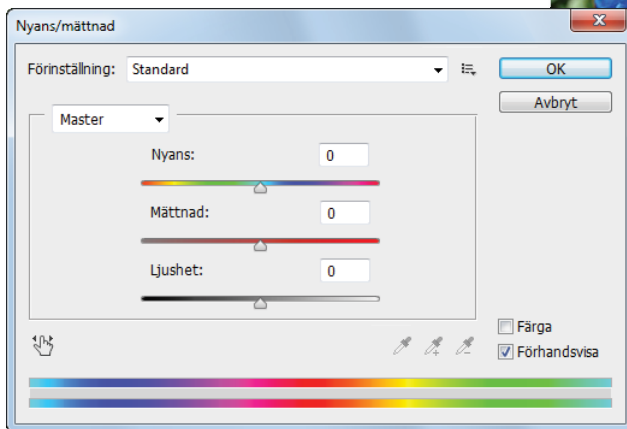 Nyans/mättnad
Förinställning: Standard
OK
Avbryt
Master
Nyans: 0
Mättnad: 0
Ljushet: 0
Färga
Förhandsvisa